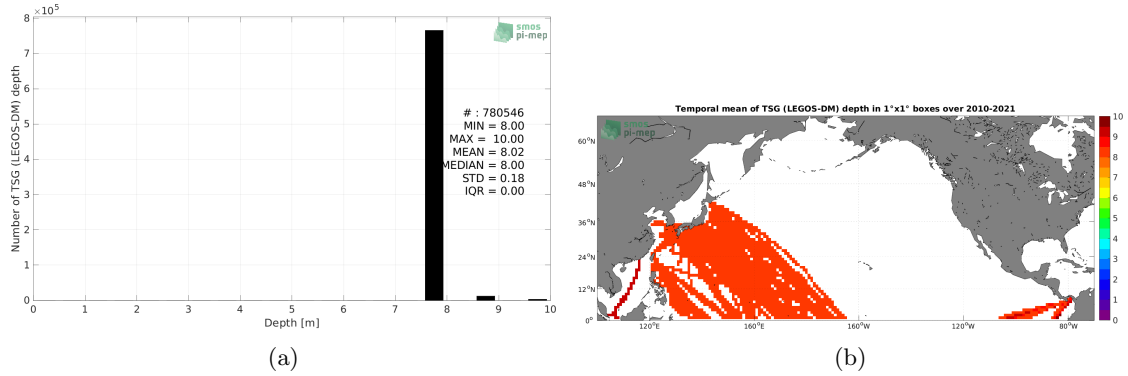 ×10⁵
8
7
6
5
4
3
2
1
0
Number of TSG (LEGOS-DM) depth
smos
pi-mep
# : 780546
MIN = 8.00
MAX = 10.00
MEAN = 8.02
MEDIAN = 8.00
STD = 0.18
IQR = 0.00
0 1 2 3 4 5 6 7 8 9 10
Depth [m]
(a)
Temporal mean of TSG (LEGOS-DM) depth in 1°x1° boxes over 2010-2021
smos
pi-mep
60°N
48°N
36°N
24°N
12°N
0°
120°E 160°E 160°W 120°W 80°W
10
9
8
7
6
5
4
3
2
1
0
(b)